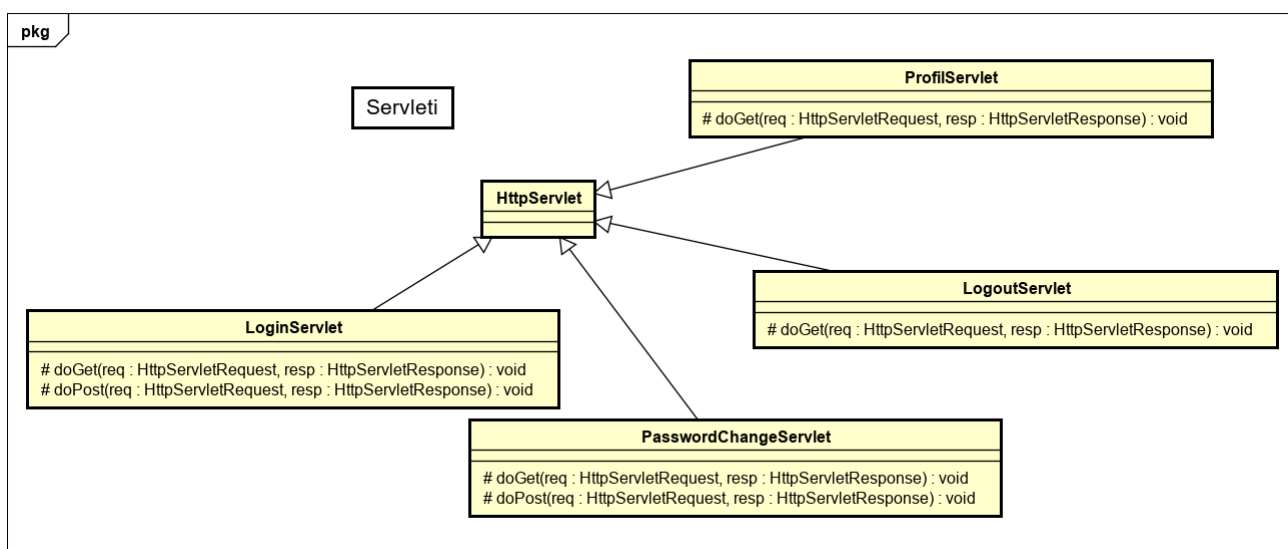 pkg
Servleti
ProfilServlet
# doGet(req : HttpServletRequest, resp : HttpServletResponse) : void
HttpServlet
LogoutServlet
# doGet(req : HttpServletRequest, resp : HttpServletResponse) : void
LoginServlet
# doGet(req : HttpServletRequest, resp : HttpServletResponse) : void
# doPost(req : HttpServletRequest, resp : HttpServletResponse) : void
PasswordChangeServlet
# doGet(req : HttpServletRequest, resp : HttpServletResponse) : void
# doPost(req : HttpServletRequest, resp : HttpServletResponse) : void